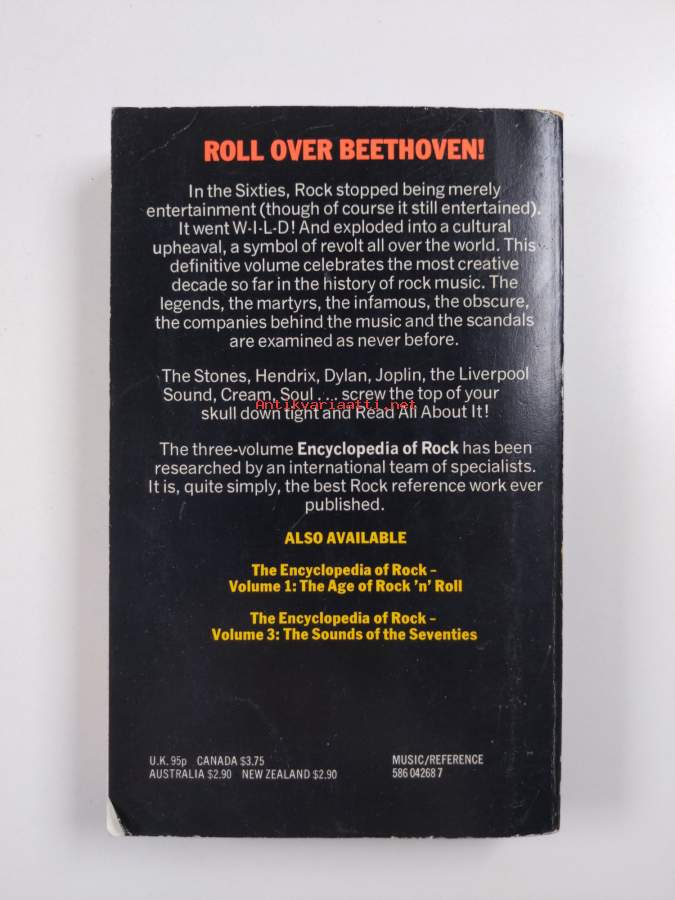 ROLL OVER BEETHOVEN!
In the Sixties, Rock stopped being merely
entertainment (though of course it still entertained).
It went W-I-L-D! And exploded into a cultural
upheaval, a symbol of revolt all over the world. This
definitive volume celebrates the most creative
decade so far in the history of rock music. The
legends, the martyrs, the infamous, the obscure,
the companies behind the music and the scandals
are examined as never before.
The Stones, Hendrix, Dylan, Joplin, the Liverpool
Sound, Cream, Soul . . . screw the top of your
Antikvariaatti.net
skull down tight and Read All About It!
The three-volume Encyclopedia of Rock has been
researched by an international team of specialists.
It is, quite simply, the best Rock reference work ever
published.
ALSO AVAILABLE
The Encyclopedia of Rock –
Volume 1: The Age of Rock 'n' Roll
The Encyclopedia of Rock –
Volume 3: The Sounds of the Seventies
U.K. 95p CANADA $3.75
AUSTRALIA $2.90 NEW ZEALAND $2.90
MUSIC/REFERENCE
586 04268 7